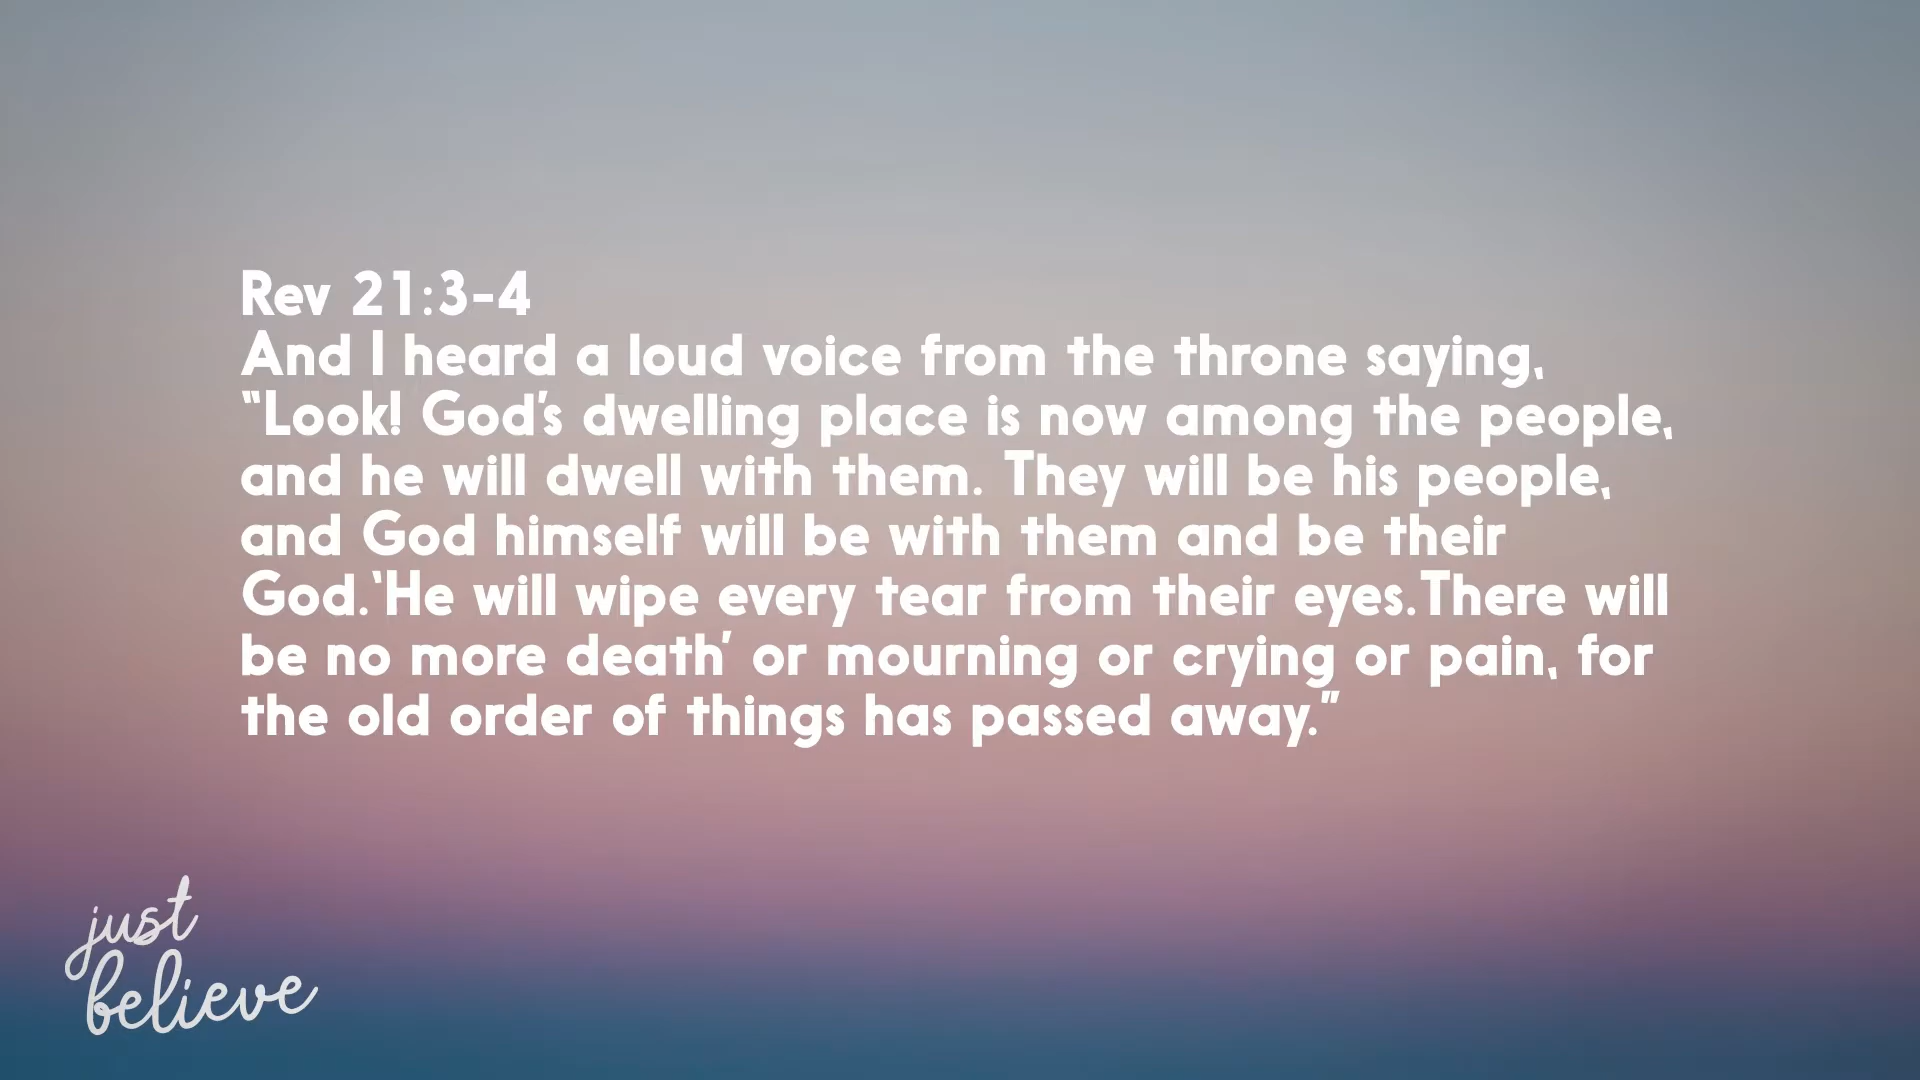 Rev 21:3-4
And I heard a loud voice from the throne saying,
“Look! God’s dwelling place is now among the people,
and he will dwell with them. They will be his people,
and God himself will be with them and be their
God.‘He will wipe every tear from their eyes.There will
be no more death’ or mourning or crying or pain, for
the old order of things has passed away.”
just
believe